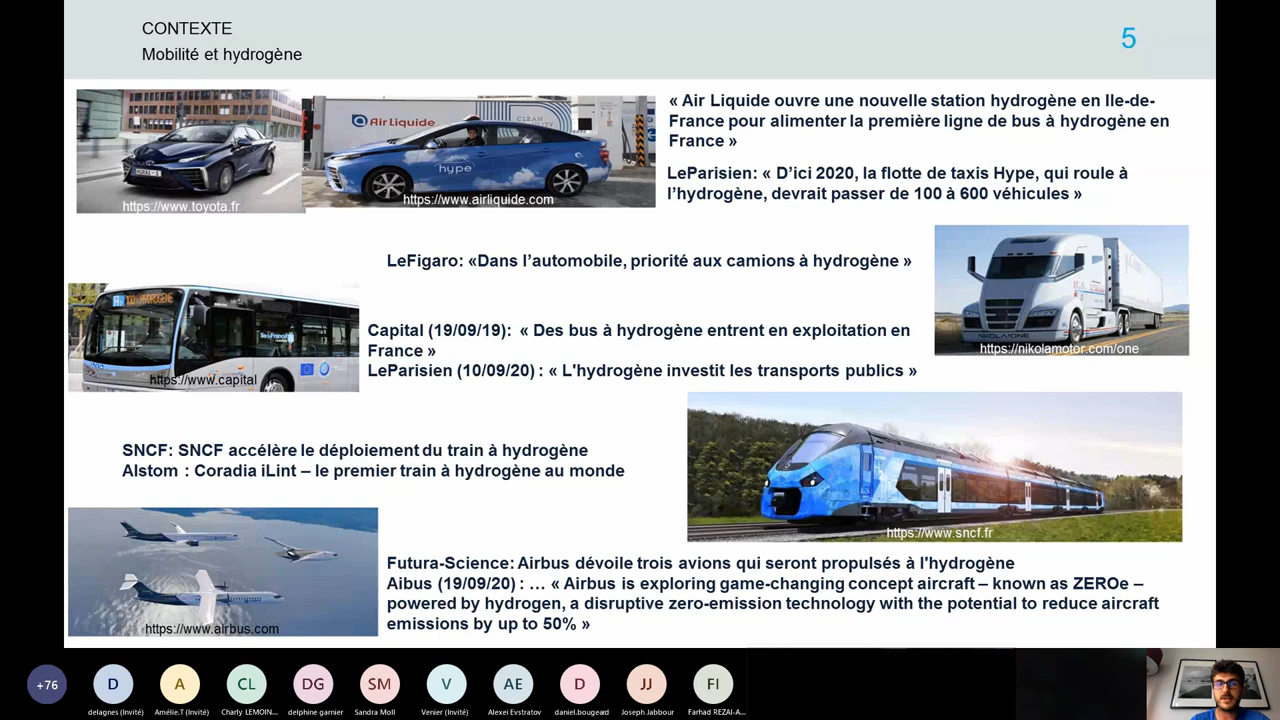 CONTEXTE
Mobilité et hydrogène
5
Air Liquide
CLEAN
hype
https://www.toyota.fr
https://www.airliquide.com
« Air Liquide ouvre une nouvelle station hydrogène en Ile-de-
France pour alimenter la première ligne de bus à hydrogène en
France »
LeParisien: « D’ici 2020, la flotte de taxis Hype, qui roule à
l’hydrogène, devrait passer de 100 à 600 véhicules »
LeFigaro: «Dans l’automobile, priorité aux camions à hydrogène »
https://nikolamotor.com/one
100% HYDROGENE
https://www.capital
Capital (19/09/19): « Des bus à hydrogène entrent en exploitation en
France »
LeParisien (10/09/20) : « L'hydrogène investit les transports publics »
SNCF: SNCF accélère le déploiement du train à hydrogène
Alstom : Coradia iLint – le premier train à hydrogène au monde
https://www.sncf.fr
https://www.airbus.com
Futura-Science: Airbus dévoile trois avions qui seront propulsés à l'hydrogène
Aibus (19/09/20) : … « Airbus is exploring game-changing concept aircraft – known as ZEROe –
powered by hydrogen, a disruptive zero-emission technology with the potential to reduce aircraft
emissions by up to 50% »
+76 D A CL DG SM V AE D JJ FI
delagnes (Invité) Amélie.T (Invité) Charly LEMOIN... delphine garnier Sandra Moll Venier (Invité) Alexei Evstratov daniel.bougeard Joseph Jabbour Farhad REZAI-A...